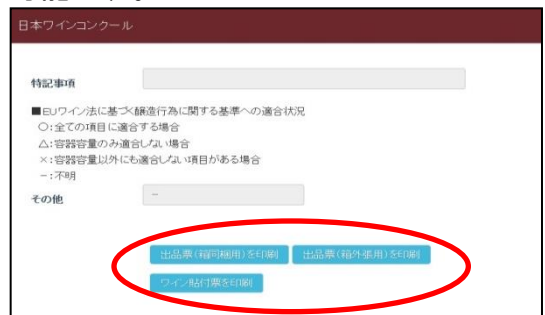 日本ワインコンクール
特記事項
■EUワイン法に基づく醸造行為に関する基準への適合状況
○:全ての項目に適合する場合
△:容器容量のみ適合しない場合
×:容器容量以外にも適合しない項目がある場合
-:不明
その他
-
出品票(箱同梱用)を印刷 出品票(箱外張用)を印刷
ワイン貼付票を印刷